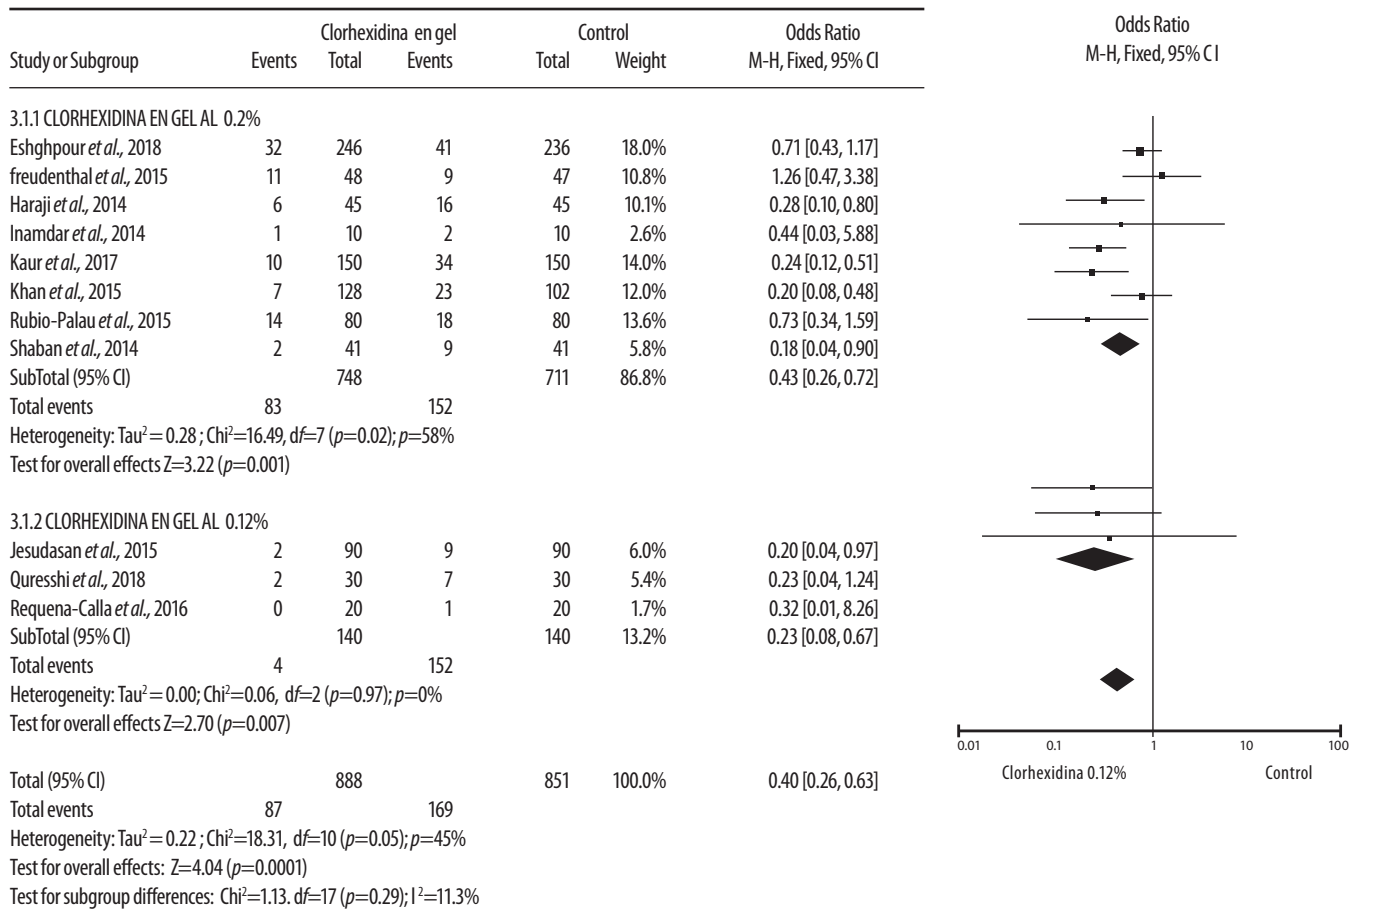 Clorhexidina en gel Control Odds Ratio
Study or Subgroup Events Total Events Total Weight M-H, Fixed, 95% CI
Odds Ratio
M-H, Fixed, 95% CI
3.1.1 CLORHEXIDINA EN GEL AL 0.2%
Eshghpour et al., 2018 32 246 41 236 18.0% 0.71 [0.43, 1.17]
freudenthal et al., 2015 11 48 9 47 10.8% 1.26 [0.47, 3.38]
Haraji et al., 2014 6 45 16 45 10.1% 0.28 [0.10, 0.80]
Inamdar et al., 2014 1 10 2 10 2.6% 0.44 [0.03, 5.88]
Kaur et al., 2017 10 150 34 150 14.0% 0.24 [0.12, 0.51]
Khan et al., 2015 7 128 23 102 12.0% 0.20 [0.08, 0.48]
Rubio-Palau et al., 2015 14 80 18 80 13.6% 0.73 [0.34, 1.59]
Shaban et al., 2014 2 41 9 41 5.8% 0.18 [0.04, 0.90]
SubTotal (95% CI) 748 711 86.8% 0.43 [0.26, 0.72]
Total events 83 152
Heterogeneity: Tau² = 0.28 ; Chi²=16.49, df=7 (p=0.02); p=58%
Test for overall effects Z=3.22 (p=0.001)
3.1.2 CLORHEXIDINA EN GEL AL 0.12%
Jesudasan et al., 2015 2 90 9 90 6.0% 0.20 [0.04, 0.97]
Quresshi et al., 2018 2 30 7 30 5.4% 0.23 [0.04, 1.24]
Requena-Calla et al., 2016 0 20 1 20 1.7% 0.32 [0.01, 8.26]
SubTotal (95% CI) 140 140 13.2% 0.23 [0.08, 0.67]
Total events 4 152
Heterogeneity: Tau² = 0.00; Chi²=0.06, df=2 (p=0.97); p=0%
Test for overall effects Z=2.70 (p=0.007)
Total (95% CI) 888 851 100.0% 0.40 [0.26, 0.63]
Total events 87 169
Heterogeneity: Tau² = 0.22 ; Chi²=18.31, df=10 (p=0.05); p=45%
Test for overall effects: Z=4.04 (p=0.0001)
Test for subgroup differences: Chi²=1.13. df=17 (p=0.29); I ²=11.3%
0.01 0.1 1 10 100
Clorhexidina 0.12% Control